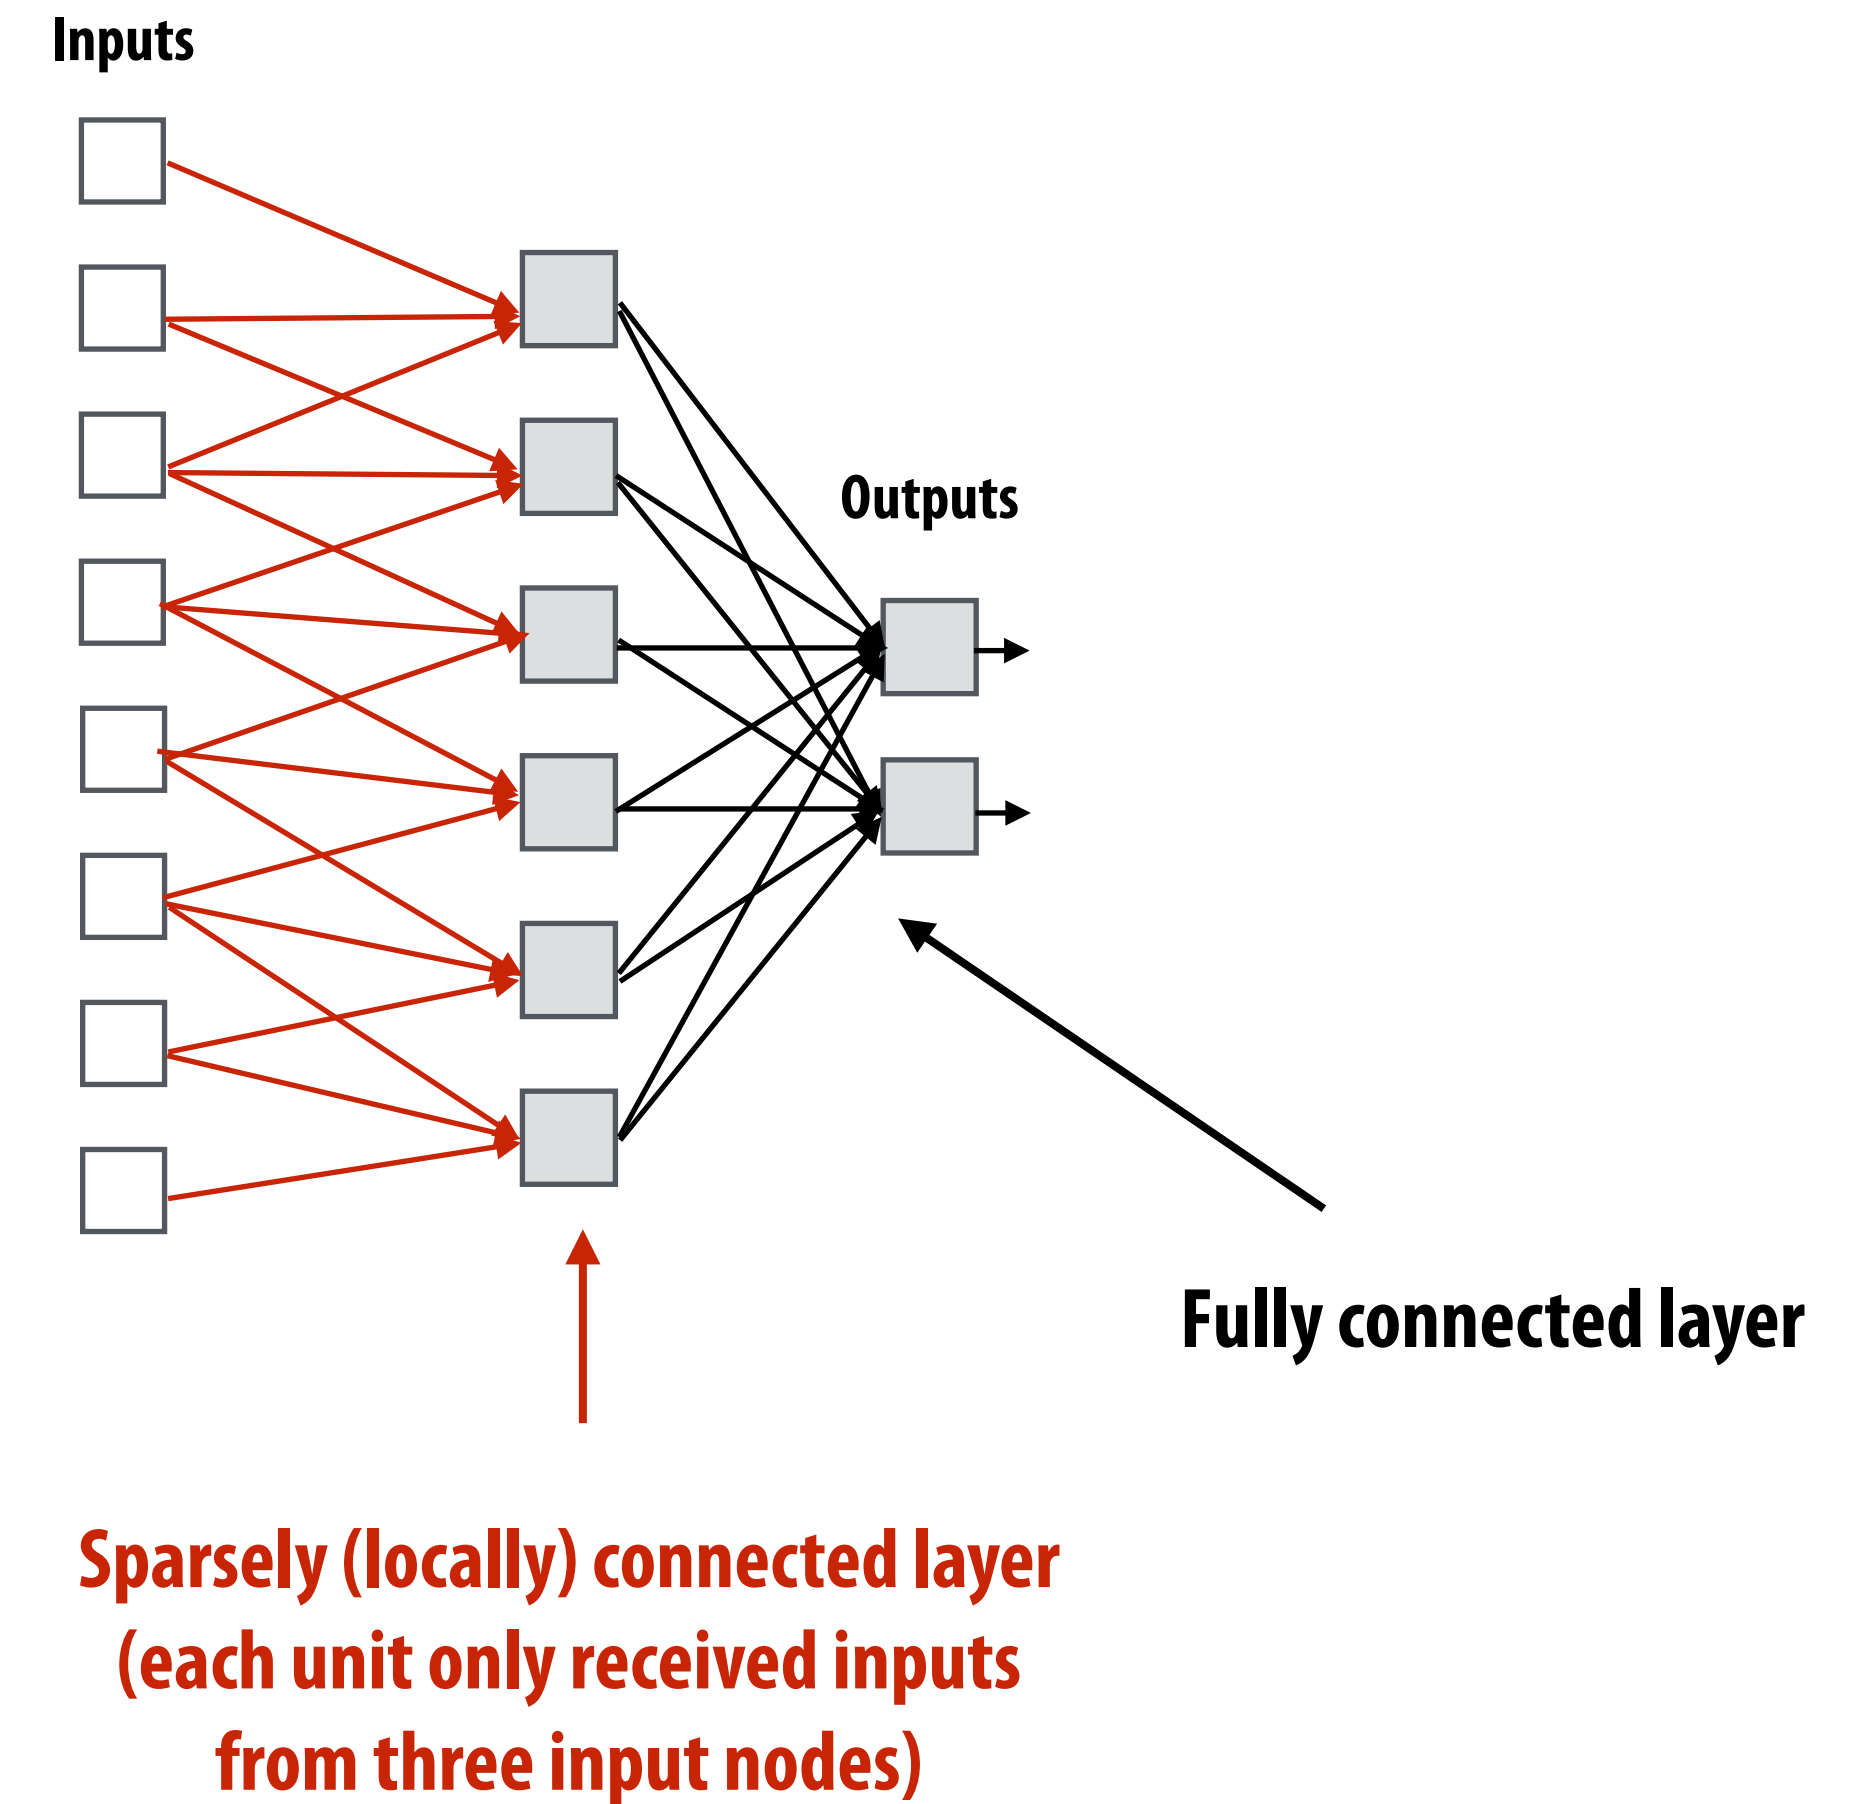 Inputs
Outputs
Fully connected layer
Sparsely (locally) connected layer
(each unit only received inputs
from three input nodes)